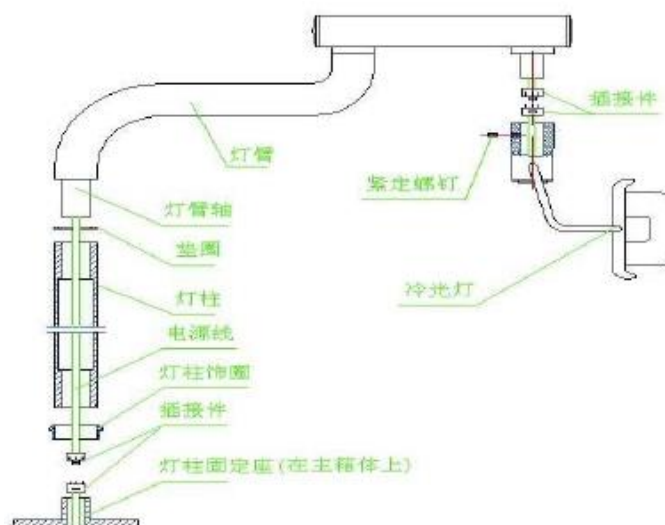 插接件
灯臂
紧定螺钉
灯臂轴
垫圈
冷光灯
灯柱
电源线
灯柱饰圈
插接件
灯柱固定座(在主箱体上)